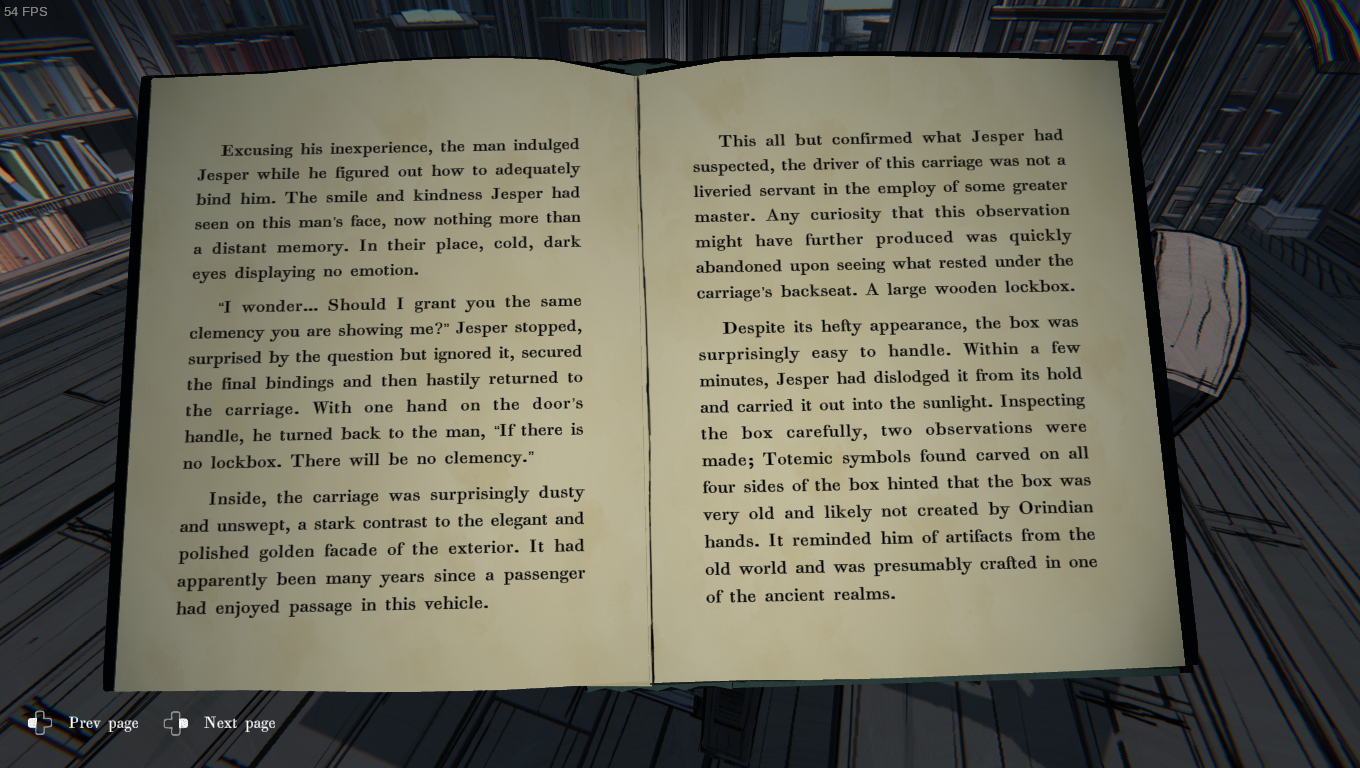 54 FPS
Excusing his inexperience, the man indulged
Jesper while he figured out how to adequately
bind him. The smile and kindness Jesper had
seen on this man's face, now nothing more than
a distant memory. In their place, cold, dark
eyes displaying no emotion.
“I wonder... Should I grant you the same
clemency you are showing me?” Jesper stopped,
surprised by the question but ignored it, secured
the final bindings and then hastily returned to
the carriage. With one hand on the door's
handle, he turned back to the man, “If there is
no lockbox. There will be no clemency.”
Inside, the carriage was surprisingly dusty
and unswept, a stark contrast to the elegant and
polished golden facade of the exterior. It had
apparently been many years since a passenger
had enjoyed passage in this vehicle.
This all but confirmed what Jesper had
suspected, the driver of this carriage was not a
liveried servant in the employ of some greater
master. Any curiosity that this observation
might have further produced was quickly
abandoned upon seeing what rested under the
carriage's backseat. A large wooden lockbox.
Despite its hefty appearance, the box was
surprisingly easy to handle. Within a few
minutes, Jesper had dislodged it from its hold
and carried it out into the sunlight. Inspecting
the box carefully, two observations were
made; Totemic symbols found carved on all
four sides of the box hinted that the box was
very old and likely not created by Orindian
hands. It reminded him of artifacts from the
old world and was presumably crafted in one
of the ancient realms.
Prev page
Next page